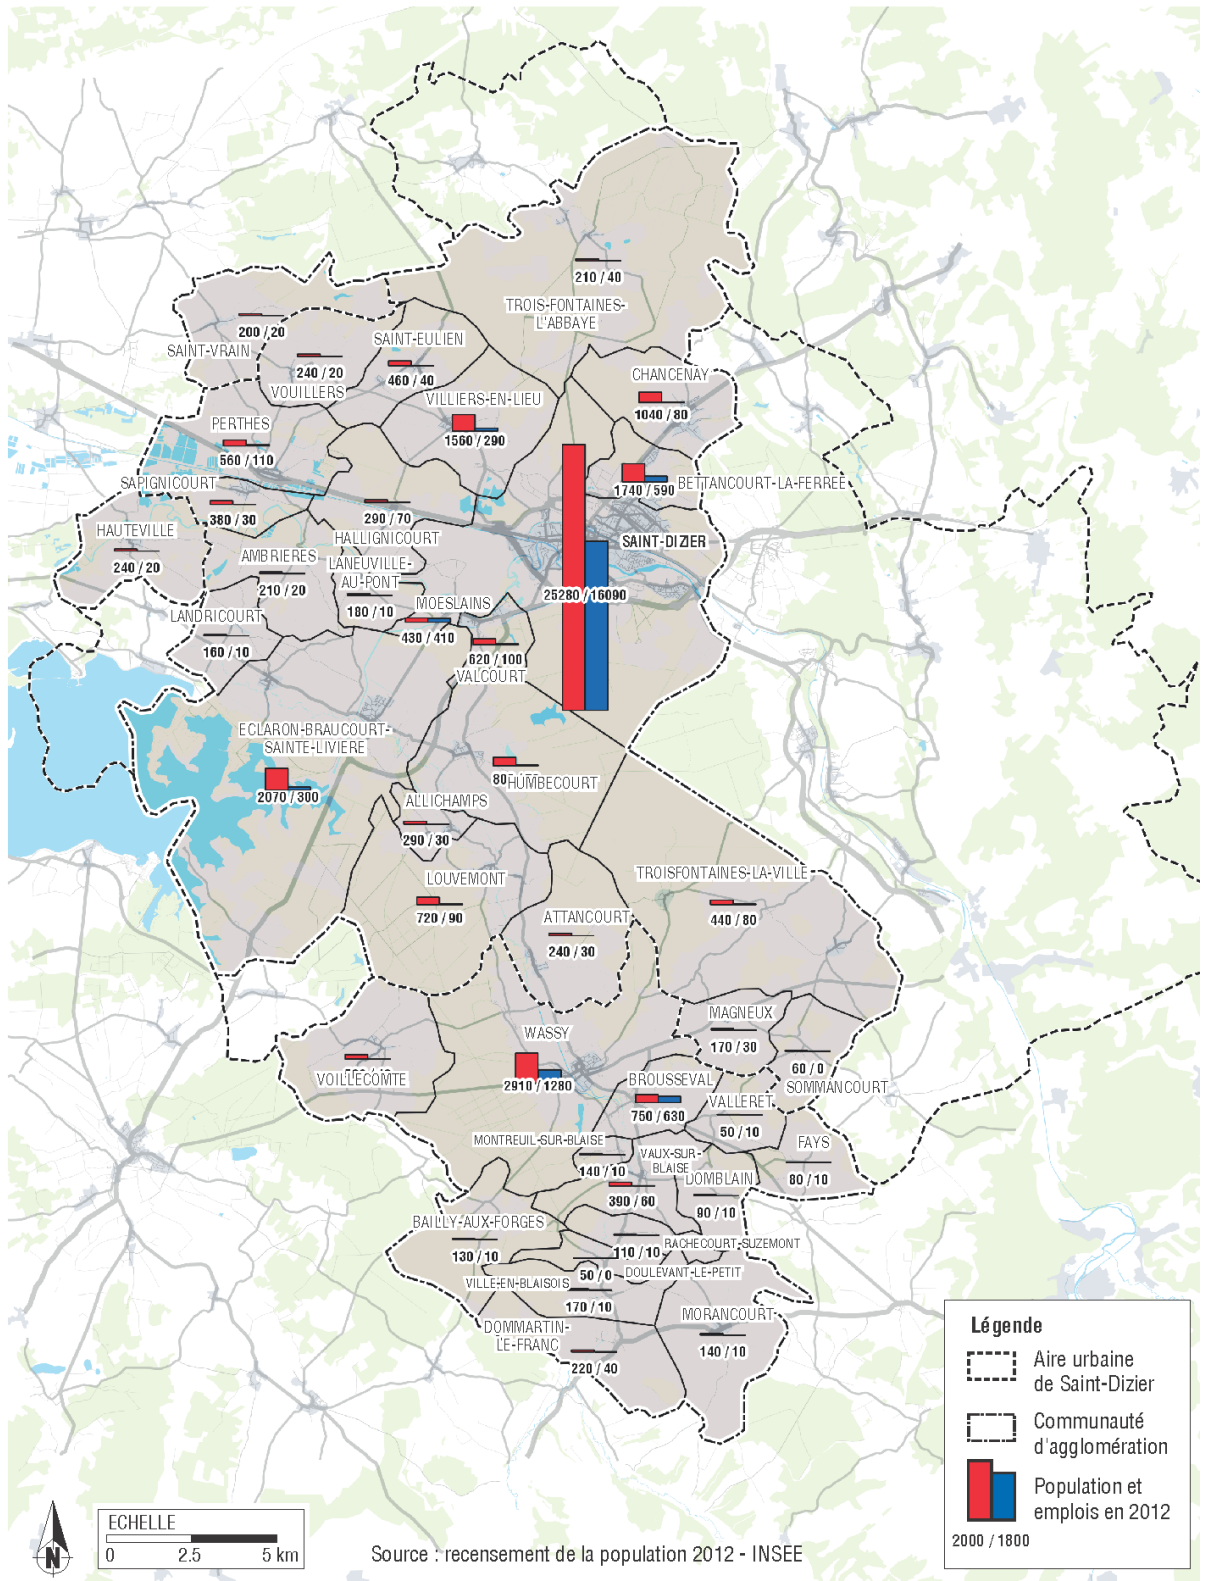 210 / 40
TROIS-FONTAINES-
L'ABBAYE
200 / 20
SAINT-VRAIN
240 / 20
VOUILLERS
SAINT-EULIEN
460 / 40
VILLIERS-EN-LIEU
1560 / 290
CHANCENAY
1040 / 80
PERTHES
560 / 110
SAPIGNICOURT
380 / 30
290 / 70
HALLIGNICOURT
1740 / 590
BETTANCOURT-LA-FERREE
HAUTEVILLE
240 / 20
AMBRIERES
210 / 20
LANEUVILLE-
AU-PONT
180 / 10
SAINT-DIZIER
25280 / 16090
LANDRICOURT
160 / 10
MOESLAINS
430 / 410
620 / 100
VALCOURT
ECLARON-BRAUCOURT-
SAINTE-LIVIERE
2070 / 300
HUMBECOURT
ALLICHAMPS
290 / 30
LOUVEMONT
720 / 90
ATTANCOURT
240 / 30
TROISFONTAINES-LA-VILLE
440 / 80
MAGNEUX
170 / 30
60 / 0
SOMMANCOURT
WASSY
2910 / 1280
VOILLECOMTE
BROUSSEVAL
750 / 630
VALLERET
50 / 10
FAYS
80 / 10
MONTREUIL-SUR-BLAISE
140 / 10
VAUX-SUR-
BLAISE
390 / 60
DOMBLAIN
90 / 10
BAILLY-AUX-FORGES
130 / 10
110 / 10
RACHECOURT-SUZEMONT
50 / 0
DOULEVANT-LE-PETIT
VILLE-EN-BLAISOIS
170 / 10
DOMMARTIN-
LE-FRANC
220 / 40
MORANCOURT
140 / 10
Légende
Aire urbaine
de Saint-Dizier
Communauté
d'agglomération
Population et
emplois en 2012
2000 / 1800
ECHELLE
0 2.5 5 km
N
Source : recensement de la population 2012 - INSEE